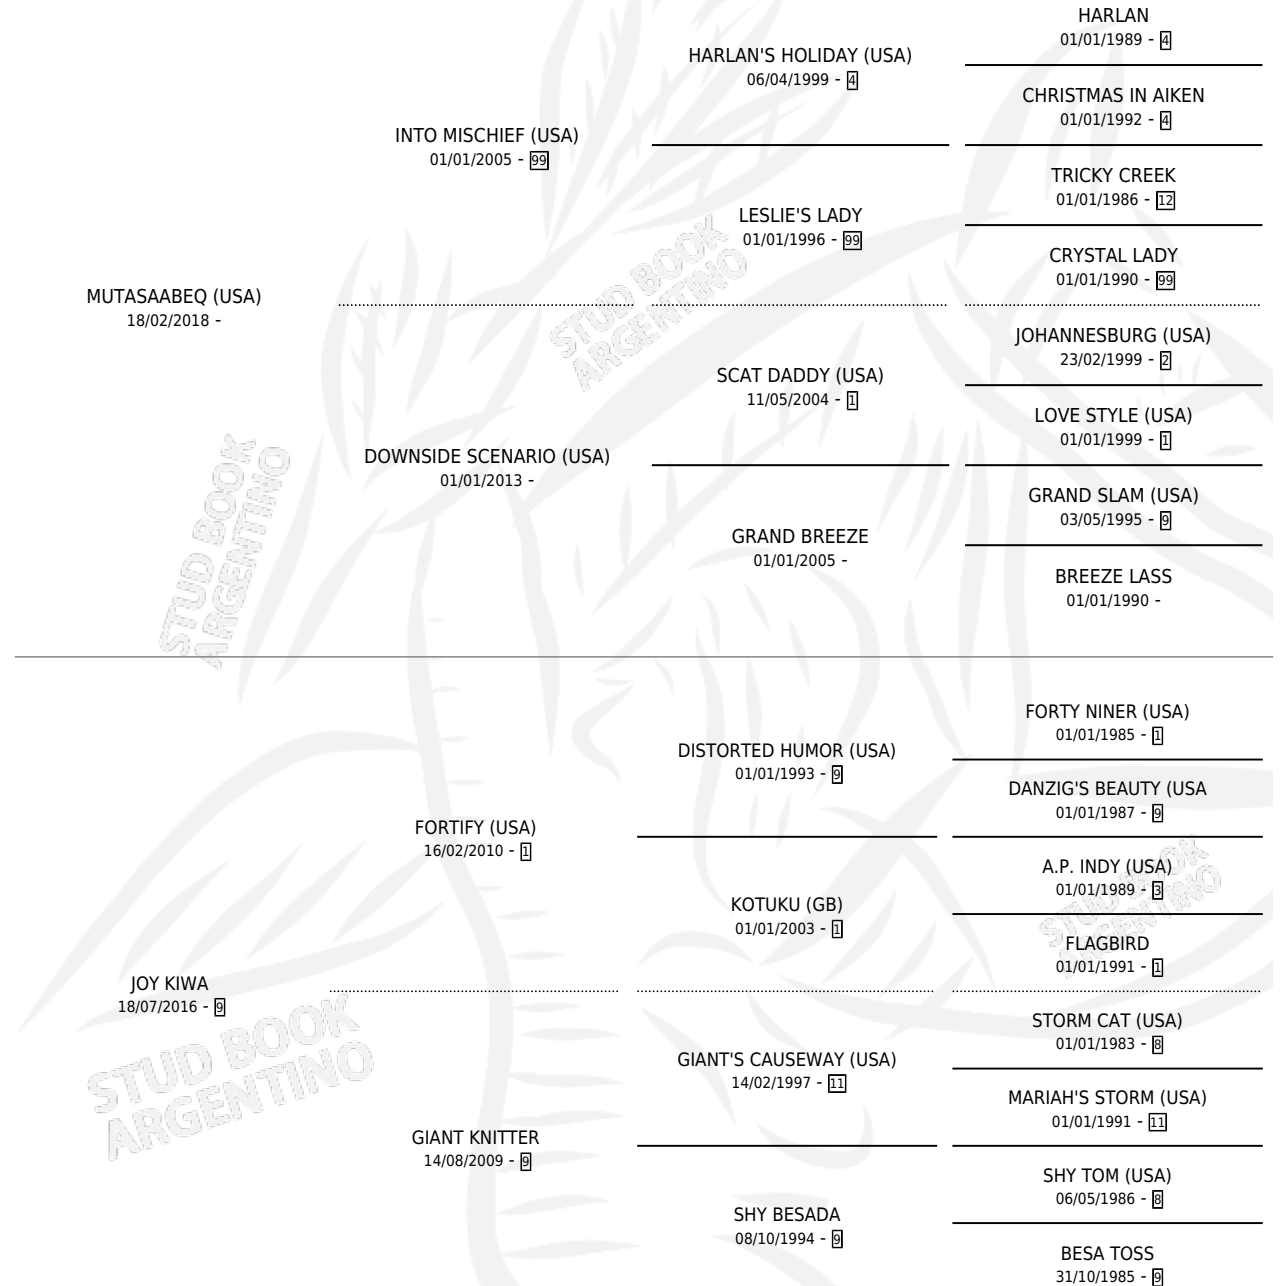 HARLAN
01/01/1989 - 4
HARLAN'S HOLIDAY (USA)
06/04/1999 - 4
CHRISTMAS IN AIKEN
01/01/1992 - 4
INTO MISCHIEF (USA)
01/01/2005 - 99
TRICKY CREEK
01/01/1986 - 12
LESLIE'S LADY
01/01/1996 - 99
CRYSTAL LADY
01/01/1990 - 99
MUTASAABEQ (USA)
18/02/2018 -
JOHANNESBURG (USA)
23/02/1999 - 2
SCAT DADDY (USA)
11/05/2004 - 1
LOVE STYLE (USA)
01/01/1999 - 1
DOWNSIDE SCENARIO (USA)
01/01/2013 -
GRAND SLAM (USA)
03/05/1995 - 9
GRAND BREEZE
01/01/2005 -
BREEZE LASS
01/01/1990 -
FORTY NINER (USA)
01/01/1985 - 1
DISTORTED HUMOR (USA)
01/01/1993 - 9
DANZIG'S BEAUTY (USA
01/01/1987 - 9
FORTIFY (USA)
16/02/2010 - 1
A.P. INDY (USA)
01/01/1989 - 3
KOTUKU (GB)
01/01/2003 - 1
FLAGBIRD
01/01/1991 - 1
JOY KIWA
18/07/2016 - 9
STORM CAT (USA)
01/01/1983 - 8
GIANT'S CAUSEWAY (USA)
14/02/1997 - 11
MARIAH'S STORM (USA)
01/01/1991 - 11
GIANT KNITTER
14/08/2009 - 9
SHY TOM (USA)
06/05/1986 - 8
SHY BESADA
08/10/1994 - 9
BESA TOSS
31/10/1985 - 9
STUD BOOK
ARGENTINO
STUD BOOK
ARGENTINO
STUD BOOK
ARGENTINO
STUD BOOK
ARGENTINO